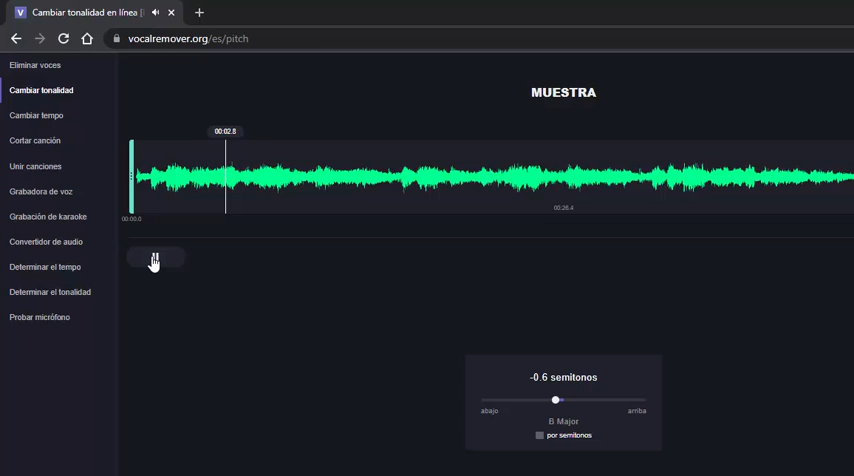 Cambiar tonalidad en línea [
vocalremover.org/es/pitch
Eliminar voces
Cambiar tonalidad
Cambiar tempo
Cortar canción
Unir canciones
Grabadora de voz
Grabación de karaoke
Convertidor de audio
Determinar el tempo
Determinar el tonalidad
Probar micrófono
MUESTRA
00:02.8
00:00.0
00:26.4
-0.6 semitonos
abajo
arriba
B Major
por semitonos